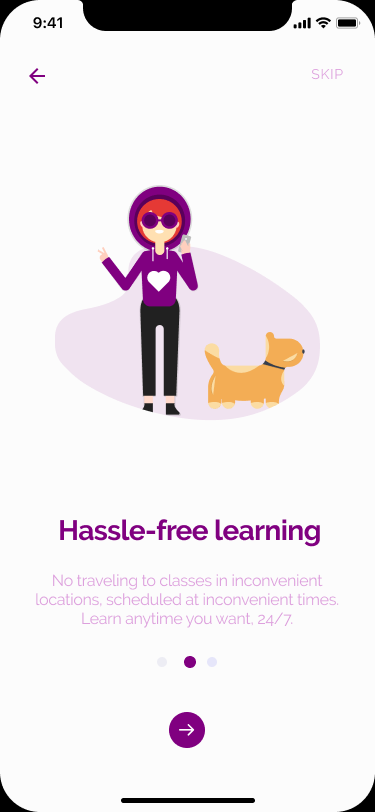 9:41
SKIP
Hassle-free learning
No traveling to classes in inconvenient
locations, scheduled at inconvenient times.
Learn anytime you want, 24/7.